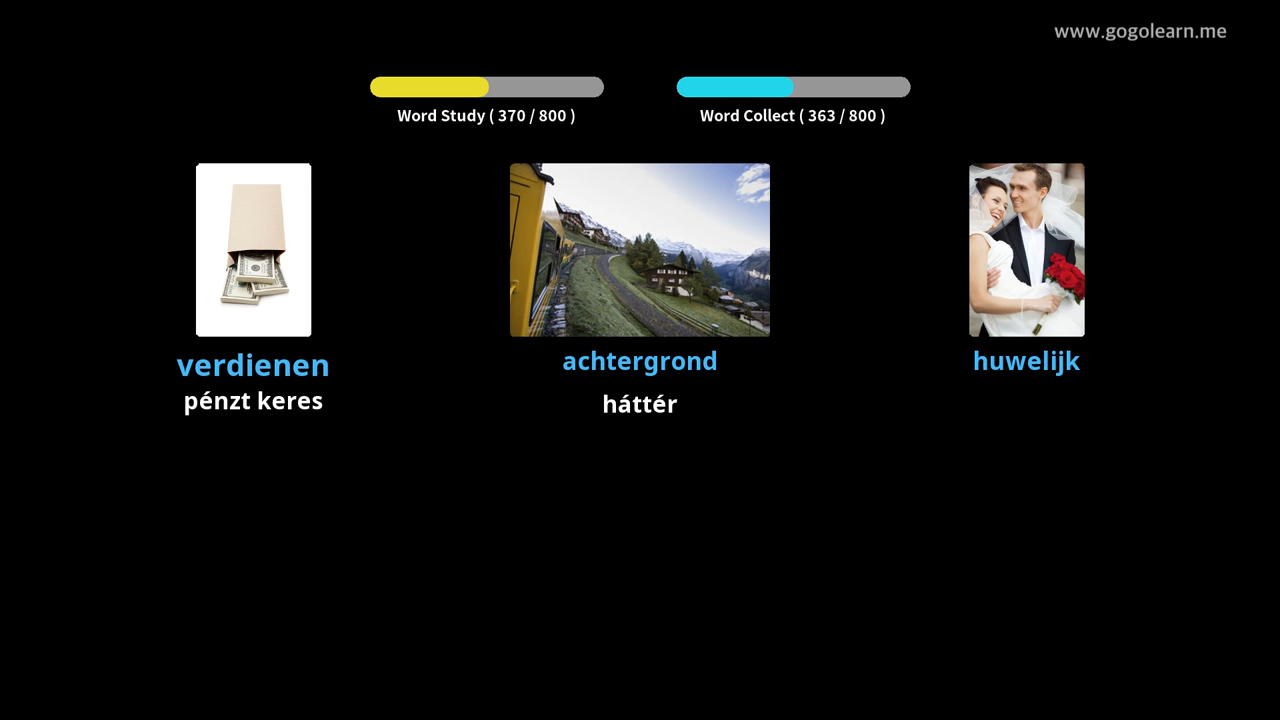 www.gogolearn.me
Word Study ( 370 / 800 )
Word Collect ( 363 / 800 )
verdienen
pénzt keres
achtergrond
háttér
huwelijk